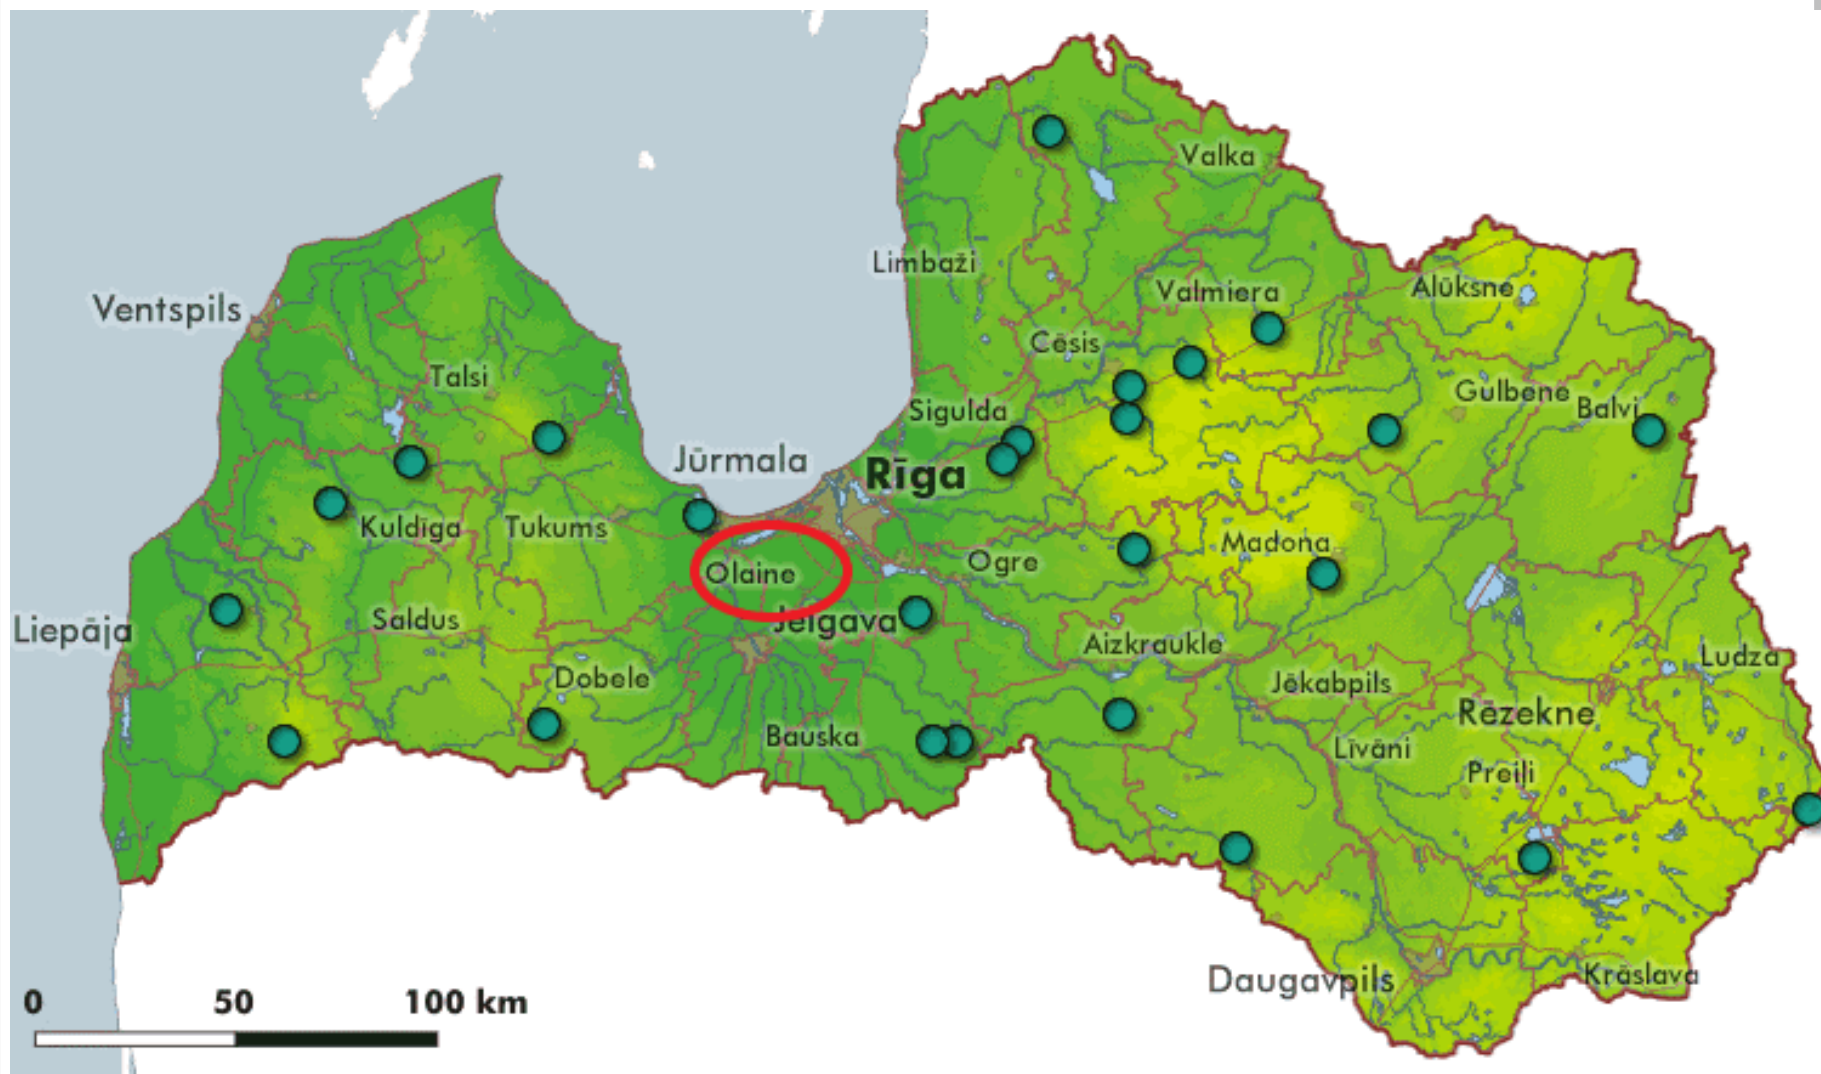 Valka
Limbaži
Valmiera
Alūksne
Ventspils
Cēsis
Talsi
Gulbene
Balvi
Sigulda
Jūrmala
Rīga
Kuldīga
Tukums
Madona
Ogre
Olaine
Saldus
Jelgava
Liepāja
Aizkraukle
Ludza
Dobele
Jēkabpils
Rēzekne
Bauska
Līvāni
Preiļi
Daugavpils
Krāslava
0 50 100 km